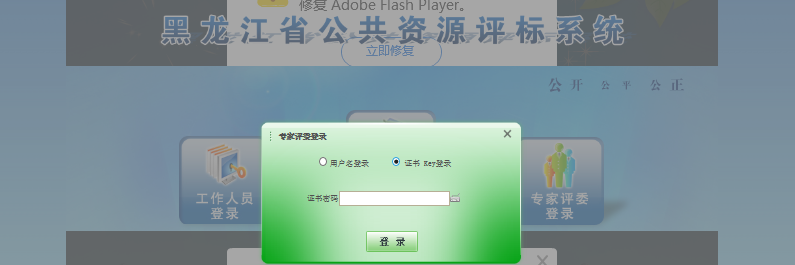 修复 Adobe Flash Player。
黑龙江省公共资源评标系统
立即修复
公开 公平 公正
专家评委登录
用户名登录 证书 Key登录
工作人员
登录
专家评委
登录
证书密码
登 录